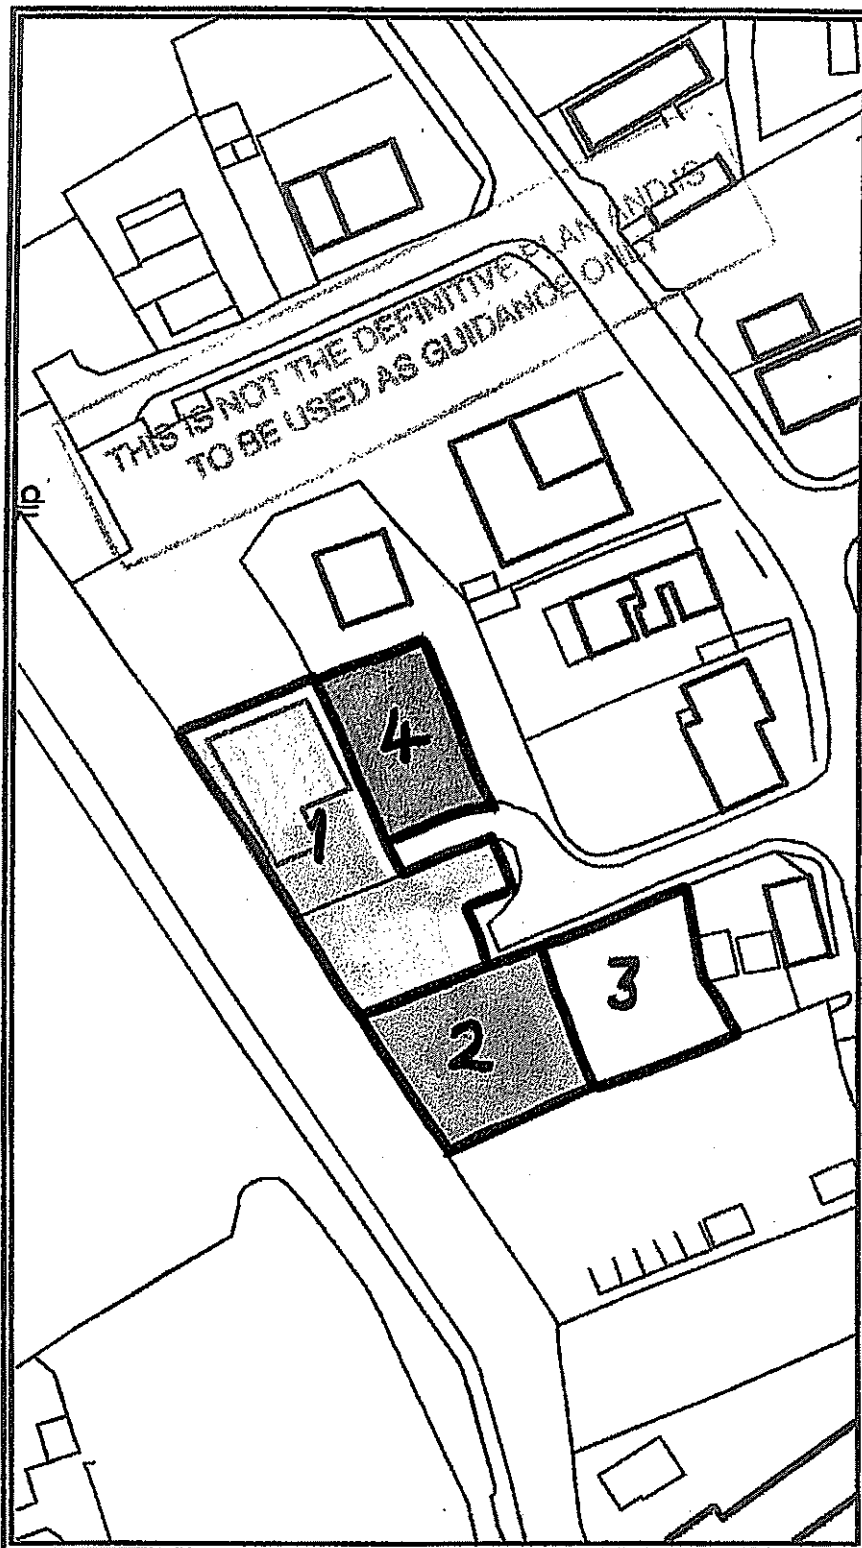 THIS IS NOT THE DEFINITIVE PLAN AND IS
TO BE USED AS GUIDANCE ONLY
4
1
3
2